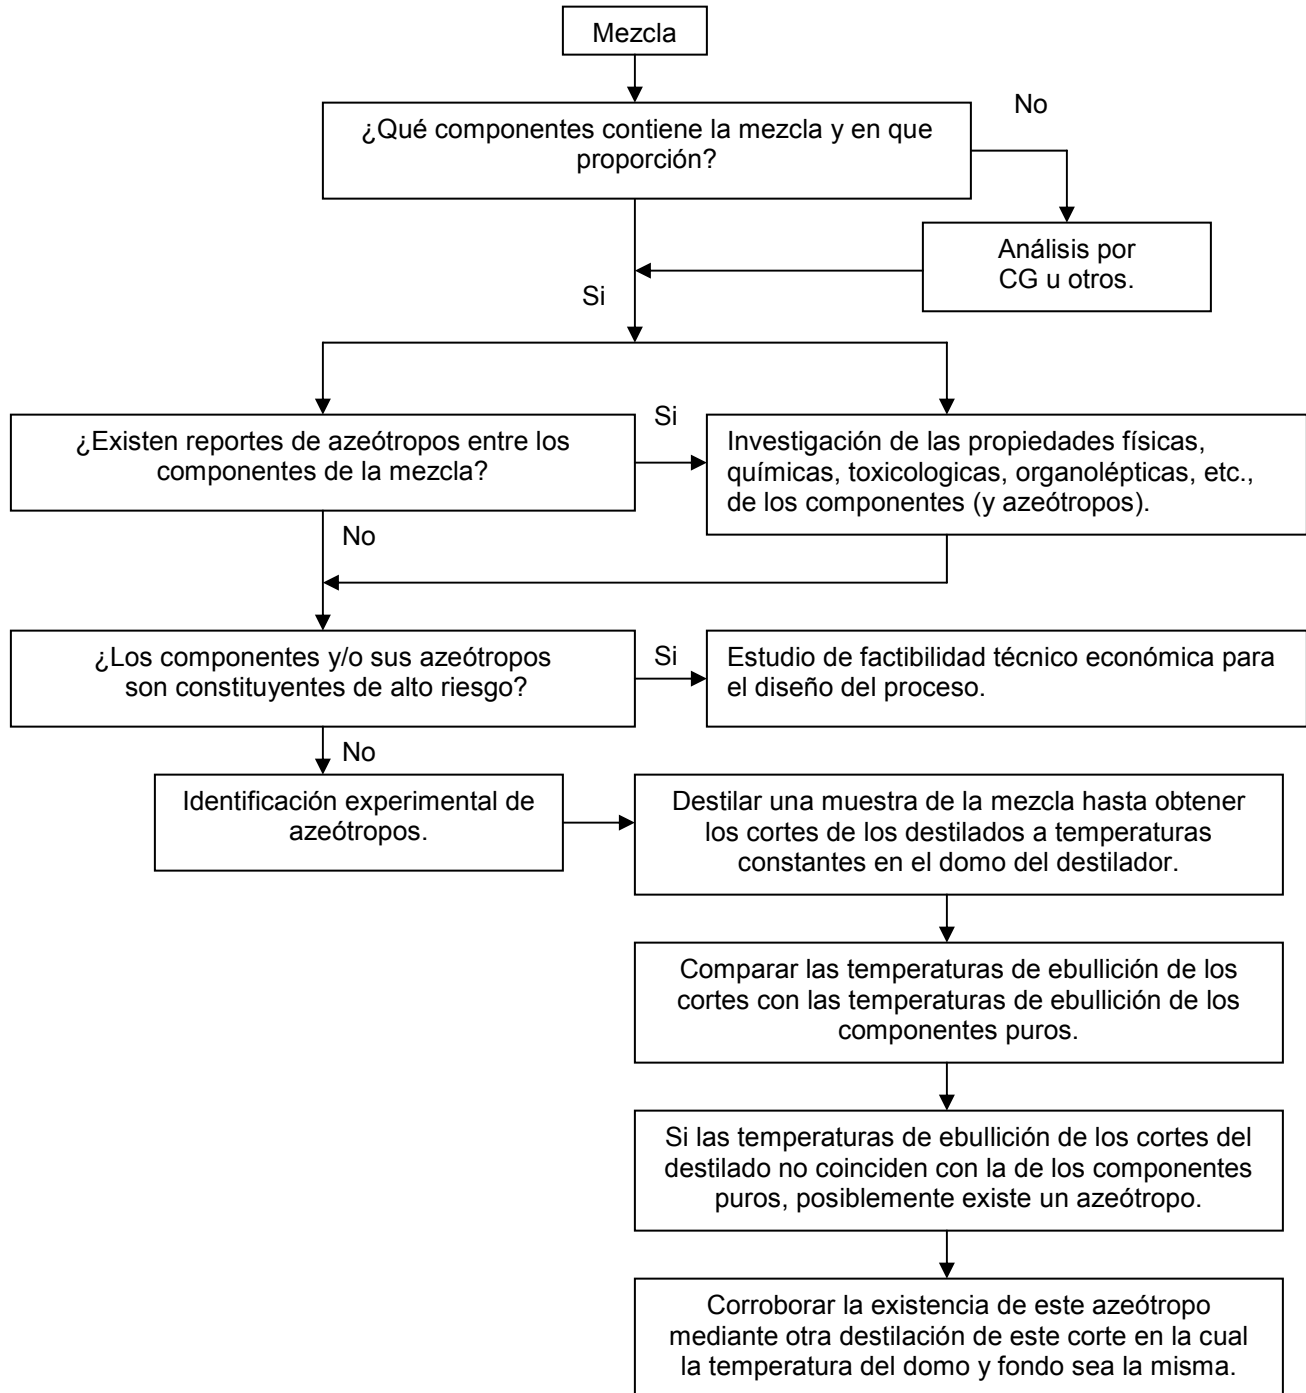 Mezcla
¿Qué componentes contiene la mezcla y en que
proporción?
No
Análisis por
CG u otros.
Si
¿Existen reportes de azeótropos entre los
componentes de la mezcla?
Si
Investigación de las propiedades físicas,
químicas, toxicologicas, organolépticas, etc.,
de los componentes (y azeótropos).
No
¿Los componentes y/o sus azeótropos
son constituyentes de alto riesgo?
Si
Estudio de factibilidad técnico económica para
el diseño del proceso.
No
Identificación experimental de
azeótropos.
Destilar una muestra de la mezcla hasta obtener
los cortes de los destilados a temperaturas
constantes en el domo del destilador.
Comparar las temperaturas de ebullición de los
cortes con las temperaturas de ebullición de los
componentes puros.
Si las temperaturas de ebullición de los cortes del
destilado no coinciden con la de los componentes
puros, posiblemente existe un azeótropo.
Corroborar la existencia de este azeótropo
mediante otra destilación de este corte en la cual
la temperatura del domo y fondo sea la misma.